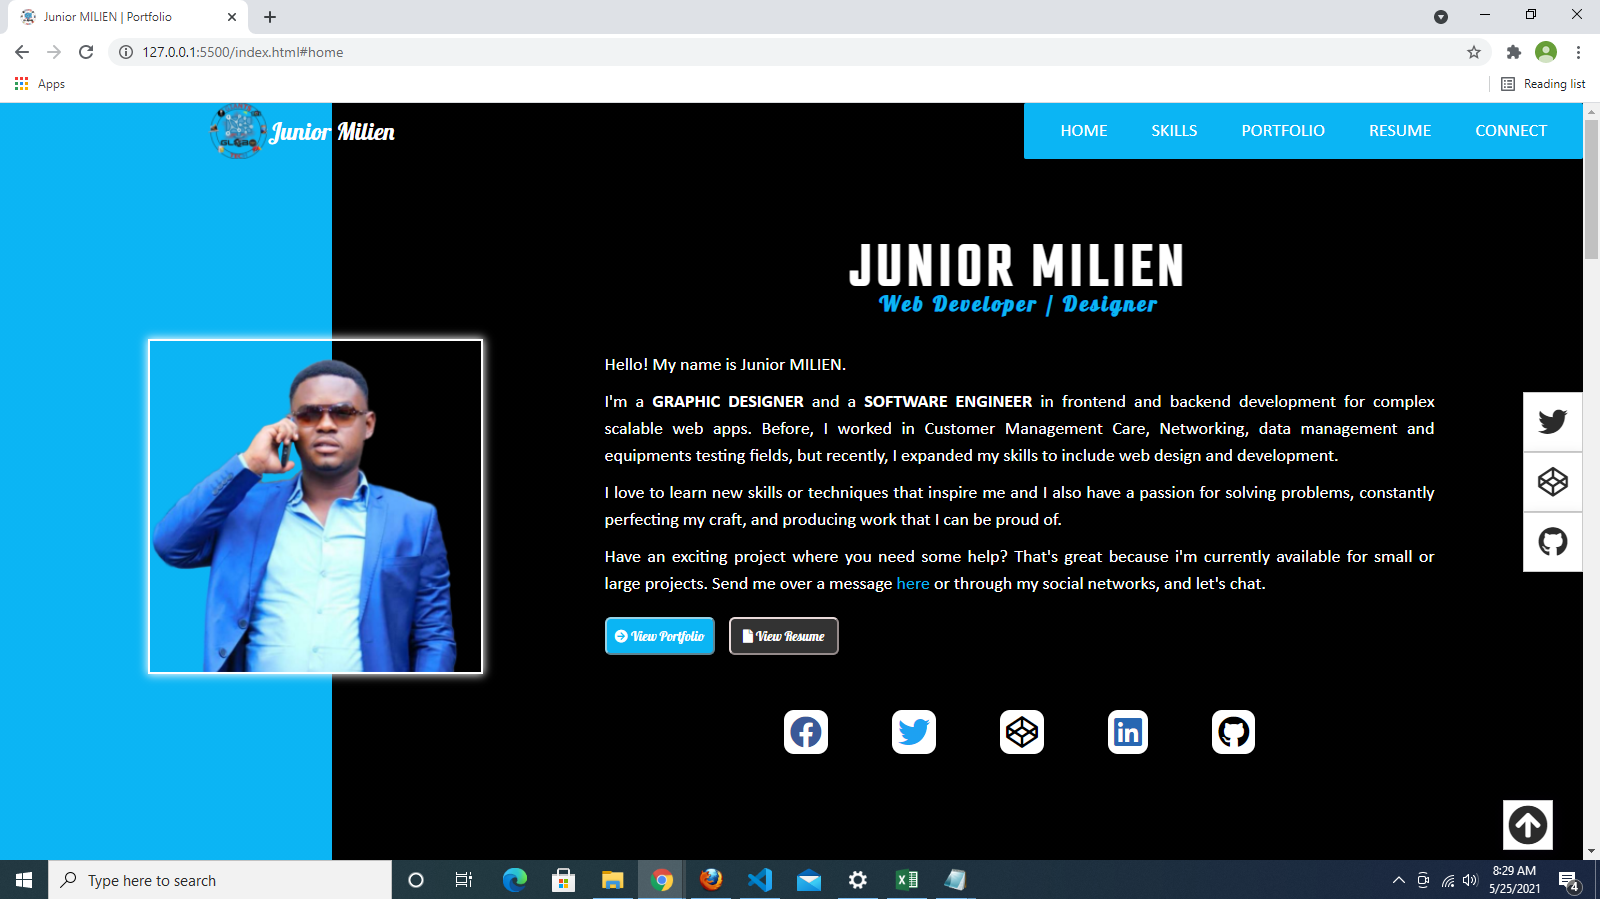 Junior MILIEN | Portfolio
127.0.0.1:5500/index.html#home
Apps
Reading list
Junior Milien
HOME SKILLS PORTFOLIO RESUME CONNECT
JUNIOR MILIEN
Web Developer / Designer
Hello! My name is Junior MILIEN.
I'm a GRAPHIC DESIGNER and a SOFTWARE ENGINEER in frontend and backend development for complex
scalable web apps. Before, I worked in Customer Management Care, Networking, data management and
equipments testing fields, but recently, I expanded my skills to include web design and development.
I love to learn new skills or techniques that inspire me and I also have a passion for solving problems, constantly
perfecting my craft, and producing work that I can be proud of.
Have an exciting project where you need some help? That's great because i'm currently available for small or
large projects. Send me over a message here or through my social networks, and let's chat.
View Portfolio
View Resume
in
Type here to search
8:29 AM
5/25/2021
4